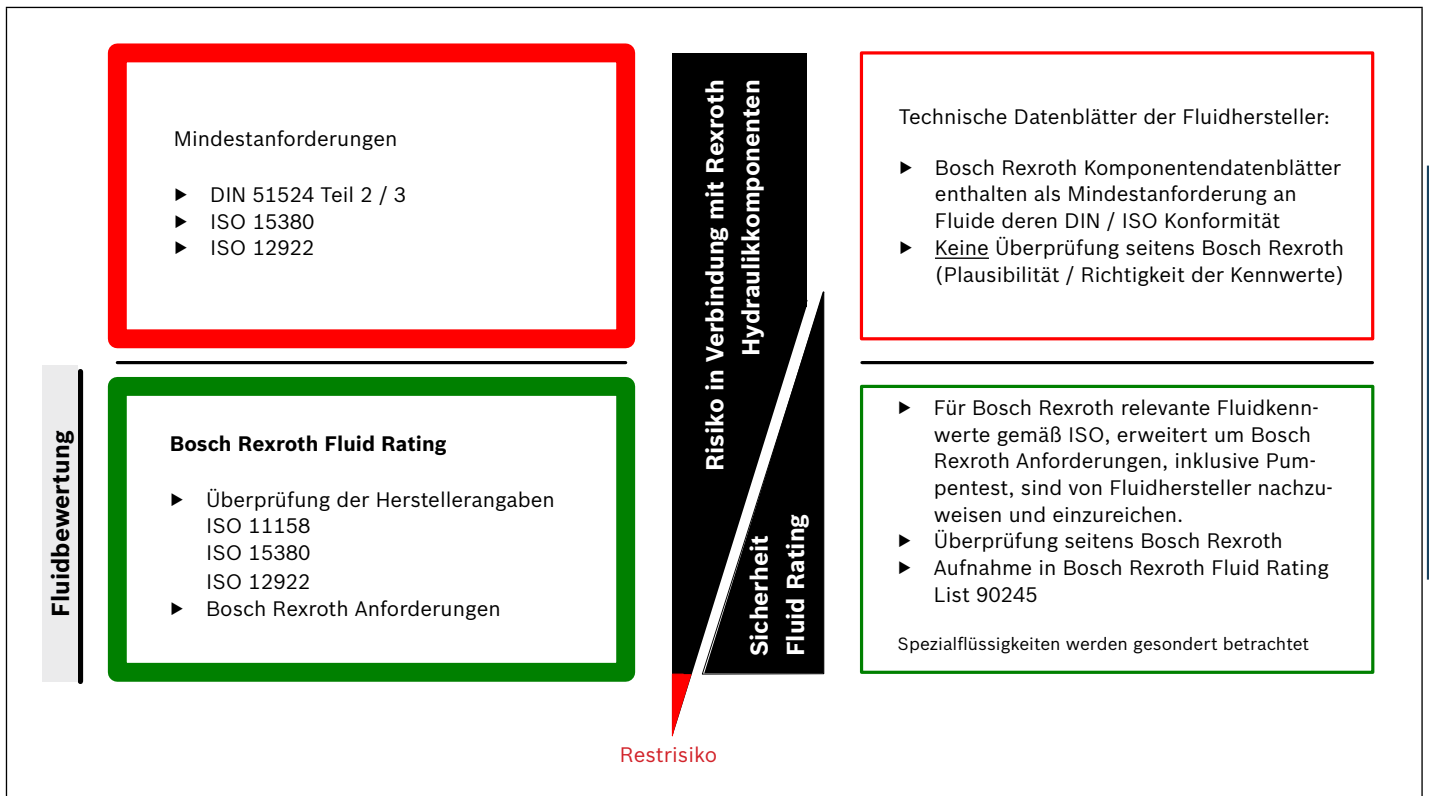 Mindestanforderungen
▶ DIN 51524 Teil 2 / 3
▶ ISO 15380
▶ ISO 12922
Fluidbewertung
Bosch Rexroth Fluid Rating
▶ Überprüfung der Herstellerangaben
ISO 11158
ISO 15380
ISO 12922
▶ Bosch Rexroth Anforderungen
Risiko in Verbindung mit Rexroth
Hydraulikkomponenten
Sicherheit
Fluid Rating
Restrisiko
Technische Datenblätter der Fluidhersteller:
▶ Bosch Rexroth Komponentendatenblätter
enthalten als Mindestanforderung an
Fluide deren DIN / ISO Konformität
▶ Keine Überprüfung seitens Bosch Rexroth
(Plausibilität / Richtigkeit der Kennwerte)
▶ Für Bosch Rexroth relevante Fluidkenn-
werte gemäß ISO, erweitert um Bosch
Rexroth Anforderungen, inklusive Pum-
pentest, sind von Fluidhersteller nachzu-
weisen und einzureichen.
▶ Überprüfung seitens Bosch Rexroth
▶ Aufnahme in Bosch Rexroth Fluid Rating
List 90245
Spezialflüssigkeiten werden gesondert betrachtet